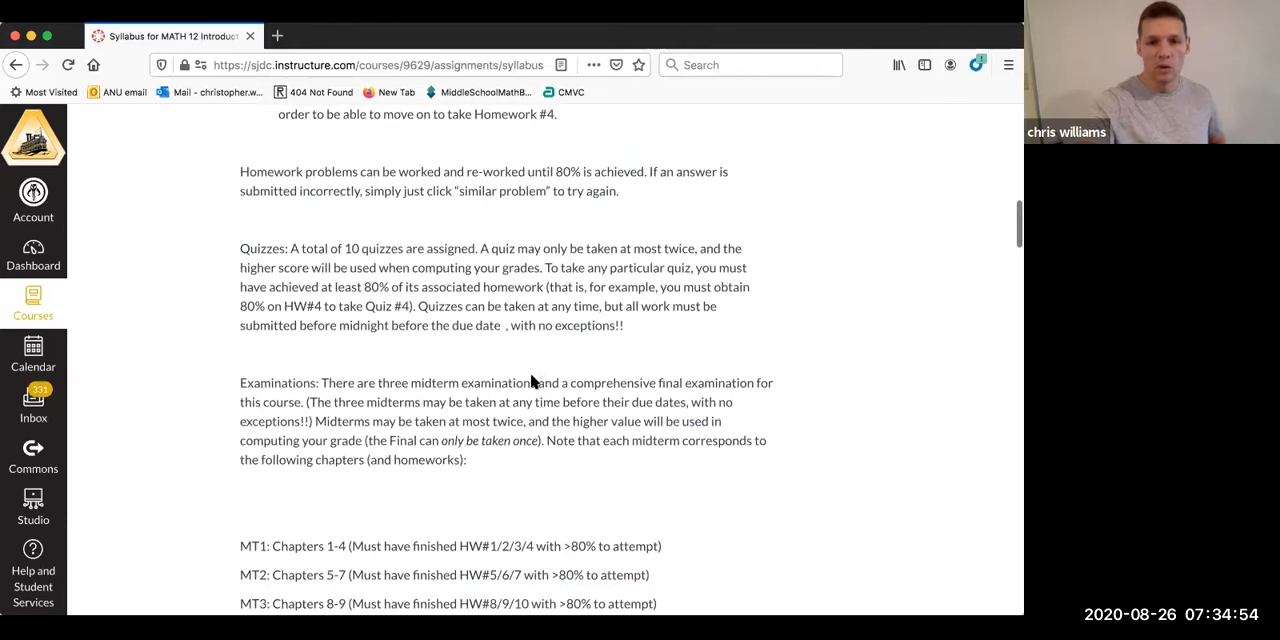 Syllabus for MATH 12 Introduct
https://sjdc.instructure.com/courses/9629/assignments/syllabus
Search
Most Visited
ANU email
Mail - christopher.w...
404 Not Found
New Tab
MiddleSchoolMathB...
CMVC
chris williams
Account
Dashboard
Courses
Calendar
331
Inbox
Commons
Studio
Help and
Student
Services
order to be able to move on to take Homework #4.
Homework problems can be worked and re-worked until 80% is achieved. If an answer is
submitted incorrectly, simply just click “similar problem” to try again.
Quizzes: A total of 10 quizzes are assigned. A quiz may only be taken at most twice, and the
higher score will be used when computing your grades. To take any particular quiz, you must
have achieved at least 80% of its associated homework (that is, for example, you must obtain
80% on HW#4 to take Quiz #4). Quizzes can be taken at any time, but all work must be
submitted before midnight before the due date , with no exceptions!!
Examinations: There are three midterm examination and a comprehensive final examination for
this course. (The three midterms may be taken at any time before their due dates, with no
exceptions!!) Midterms may be taken at most twice, and the higher value will be used in
computing your grade (the Final can only be taken once). Note that each midterm corresponds to
the following chapters (and homeworks):
MT1: Chapters 1-4 (Must have finished HW#1/2/3/4 with >80% to attempt)
MT2: Chapters 5-7 (Must have finished HW#5/6/7 with >80% to attempt)
MT3: Chapters 8-9 (Must have finished HW#8/9/10 with >80% to attempt)
2020-08-26 07:34:54